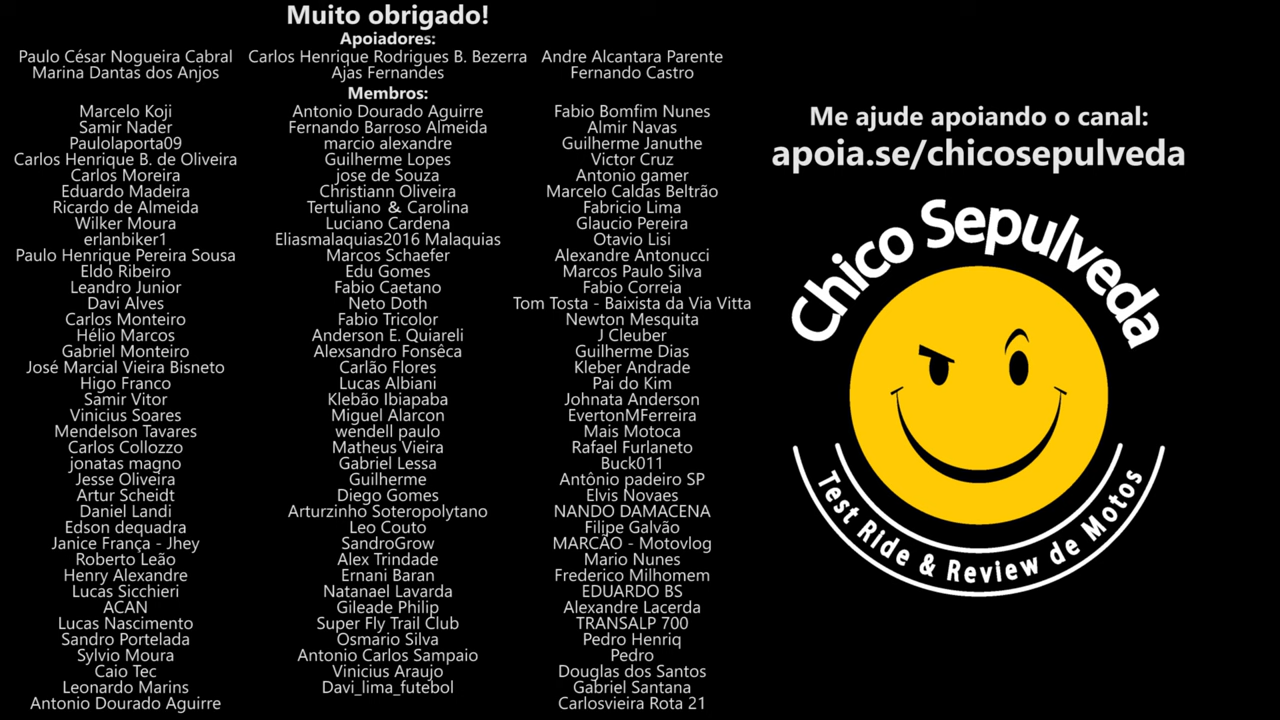 Muito obrigado!
Apoiadores:
Paulo César Nogueira Cabral
Carlos Henrique Rodrigues B. Bezerra
Andre Alcantara Parente
Marina Dantas dos Anjos
Ajas Fernandes
Fernando Castro
Membros:
Marcelo Koji
Samir Nader
Paulolaporta09
Carlos Henrique B. de Oliveira
Carlos Moreira
Eduardo Madeira
Ricardo de Almeida
Wilker Moura
erlanbiker1
Paulo Henrique Pereira Sousa
Eldo Ribeiro
Leandro Junior
Davi Alves
Carlos Monteiro
Hélio Marcos
Gabriel Monteiro
José Marcial Vieira Bisneto
Higo Franco
Samir Vitor
Vinicius Soares
Mendelson Tavares
Carlos Collozzo
jonatas magno
Jesse Oliveira
Artur Scheidt
Daniel Landi
Edson dequadra
Janice França - Jhey
Roberto Leão
Henry Alexandre
Lucas Sicchieri
ACAN
Lucas Nascimento
Sandro Portelada
Sylvio Moura
Caio Tec
Leonardo Marins
Antonio Dourado Aguirre
Antonio Dourado Aguirre
Fernando Barroso Almeida
marcio alexandre
Guilherme Lopes
jose de Souza
Christiann Oliveira
Tertuliano & Carolina
Luciano Cardena
Eliasmalaquias2016 Malaquias
Marcos Schaefer
Edu Gomes
Fabio Caetano
Neto Doth
Fabio Tricolor
Anderson E. Quiareli
Alexsandro Fonsêca
Carlão Flores
Lucas Albiani
Klebão Ibiapaba
Miguel Alarcon
wendell paulo
Matheus Vieira
Gabriel Lessa
Guilherme
Diego Gomes
Arturzinho Soteropolytano
Leo Couto
SandroGrow
Alex Trindade
Ernani Baran
Natanael Lavarda
Gileade Philip
Super Fly Trail Club
Osmario Silva
Antonio Carlos Sampaio
Vinicius Araujo
Davi_lima_futebol
Fabio Bomfim Nunes
Almir Navas
Guilherme Januthe
Victor Cruz
Antonio gamer
Marcelo Caldas Beltrão
Fabricio Lima
Glaucio Pereira
Otavio Lisi
Alexandre Antonucci
Marcos Paulo Silva
Fabio Correia
Tom Tosta - Baixista da Via Vitta
Newton Mesquita
J Cleuber
Guilherme Dias
Kleber Andrade
Pai do Kim
Johnata Anderson
EvertonMFerreira
Mais Motoca
Rafael Furlaneto
Buck011
Antônio padeiro SP
Elvis Novaes
NANDO DAMACENA
Filipe Galvão
MARCÃO - Motovlog
Mario Nunes
Frederico Milhomem
EDUARDO BS
Alexandre Lacerda
TRANSALP 700
Pedro Henriq
Pedro
Douglas dos Santos
Gabriel Santana
Carlosvieira Rota 21
Me ajude apoiando o canal:
apoia.se/chicosepulveda
Chico Sepulveda
Test Ride & Review de Motos